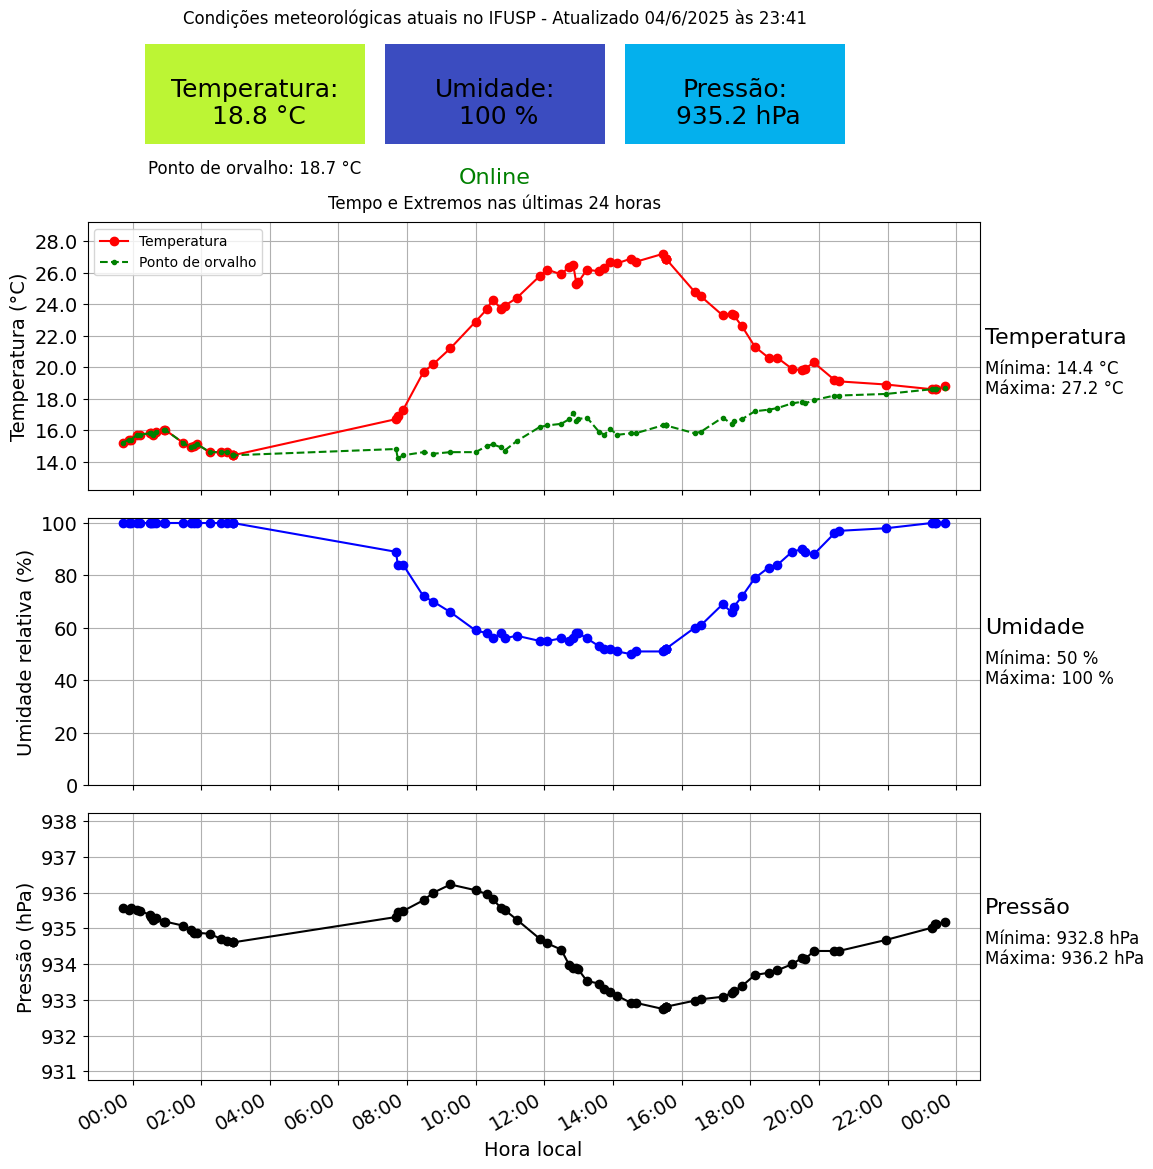 Condições meteorológicas atuais no IFUSP - Atualizado 04/6/2025 às 23:41
Temperatura:
18.8 °C
Umidade:
100 %
Pressão:
935.2 hPa
Ponto de orvalho: 18.7 °C
Online
Tempo e Extremos nas últimas 24 horas
Temperatura
Ponto de orvalho
Temperatura (°C)
28.0
26.0
24.0
22.0
20.0
18.0
16.0
14.0
Temperatura
Mínima: 14.4 °C
Máxima: 27.2 °C
Umidade relativa (%)
100
80
60
40
20
0
Umidade
Mínima: 50 %
Máxima: 100 %
Pressão (hPa)
938
937
936
935
934
933
932
931
Pressão
Mínima: 932.8 hPa
Máxima: 936.2 hPa
00:00 02:00 04:00 06:00 08:00 10:00 12:00 14:00 16:00 18:00 20:00 22:00 00:00
Hora local